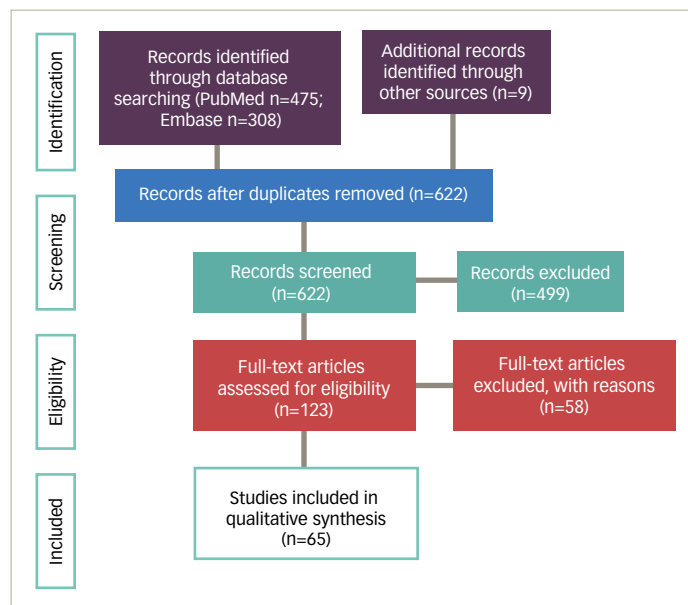 Identification
Records identified
through database
searching (PubMed n=475;
Embase n=308)
Additional records
identified through
other sources (n=9)
Records after duplicates removed (n=622)
Screening
Records screened
(n=622)
Records excluded
(n=499)
Eligibility
Full-text articles
assessed for eligibility
(n=123)
Full-text articles
excluded, with reasons
(n=58)
Included
Studies included in
qualitative synthesis
(n=65)